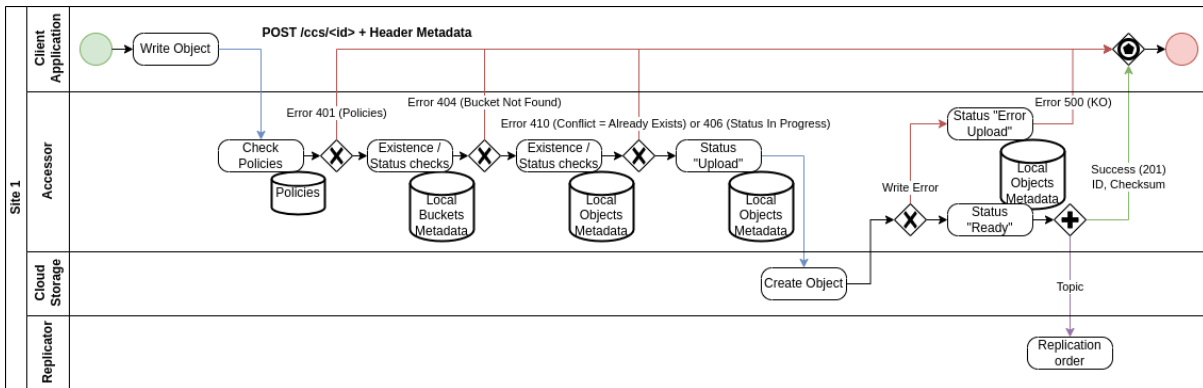 Site 1
Client
Application
Write Object
POST /ccs/<id> + Header Metadata
Accessor
Error 401 (Policies)
Error 404 (Bucket Not Found)
Error 410 (Conflict = Already Exists) or 406 (Status In Progress)
Error 500 (KO)
Check
Policies
Policies
Existence /
Status checks
Local
Buckets
Metadata
Existence /
Status checks
Local
Objects
Metadata
Status
"Upload"
Local
Objects
Metadata
Write Error
Status "Error
Upload"
Local
Objects
Metadata
Status
"Ready"
Success (201)
ID, Checksum
Cloud
Storage
Create Object
Topic
Replicator
Replication
order